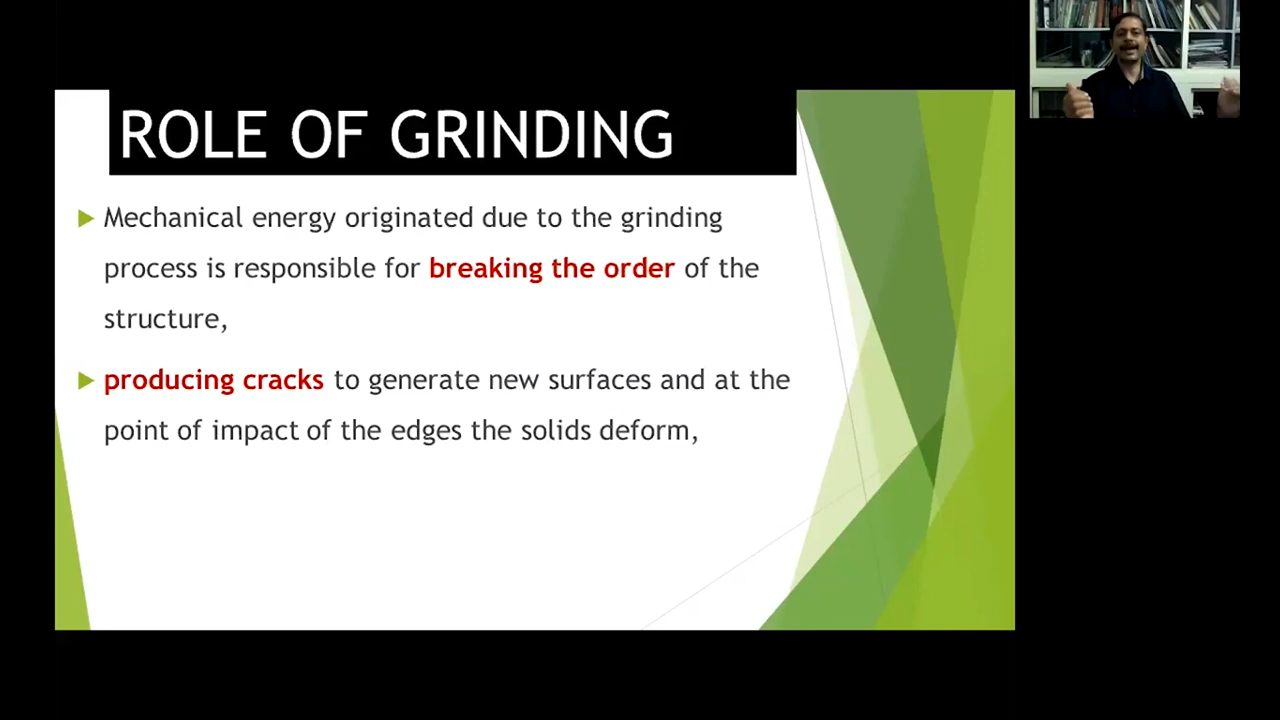 ROLE OF GRINDING
Mechanical energy originated due to the grinding
process is responsible for breaking the order of the
structure,
producing cracks to generate new surfaces and at the
point of impact of the edges the solids deform,